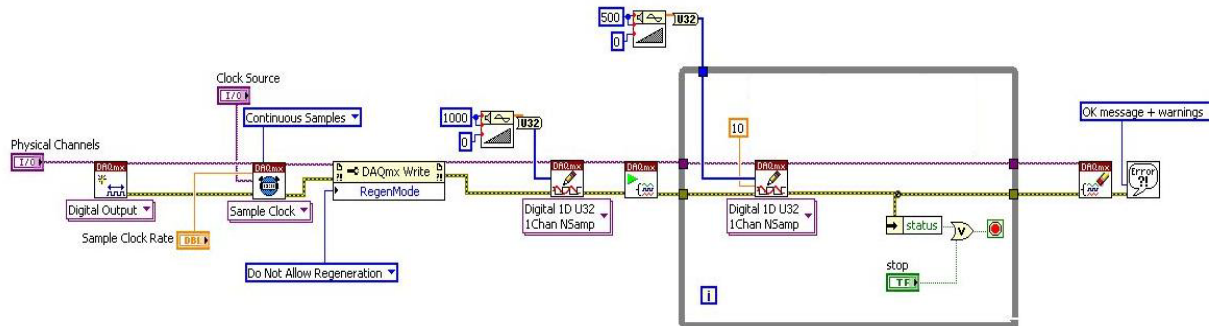 Physical Channels
I/O
DAQmx
Digital Output
Clock Source
I/O
Continuous Samples
DAQmx
Sample Clock
Sample Clock Rate
DBL
DAQmx Write
RegenMode
Do Not Allow Regeneration
1000
0
U32
DAQmx
Digital 1D U32
1Chan NSamp
DAQmx
500
0
U32
10
DAQmx
Digital 1D U32
1Chan NSamp
i
status
V
stop
TF
DAQmx
OK message + warnings
Error
?!